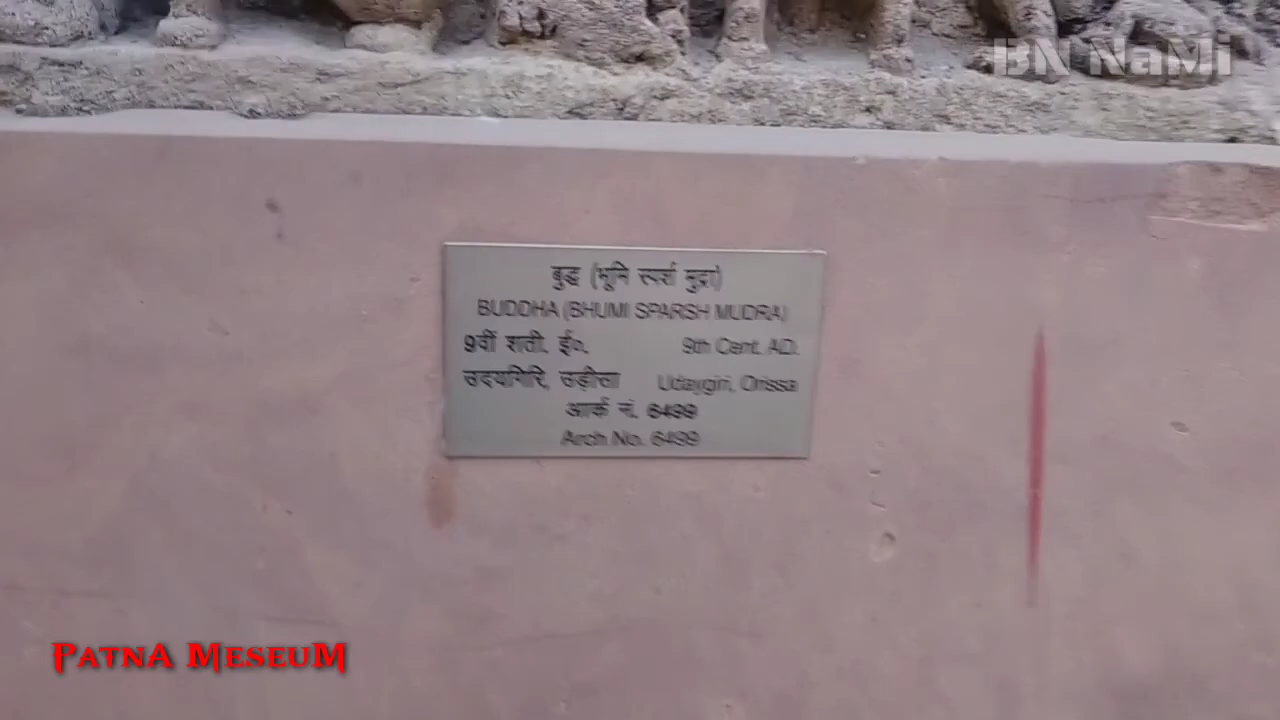 BN NaMi
बुद्ध (भूमि स्पर्श मुद्रा)
BUDDHA (BHUMI SPARSH MUDRA)
9वीं शती. ई०. 9th Cent. AD.
उदयगिरि, उड़ीसा Udaygiri, Orissa
आर्क नं. 6499
Arch No. 6499
PATNA MESEUM